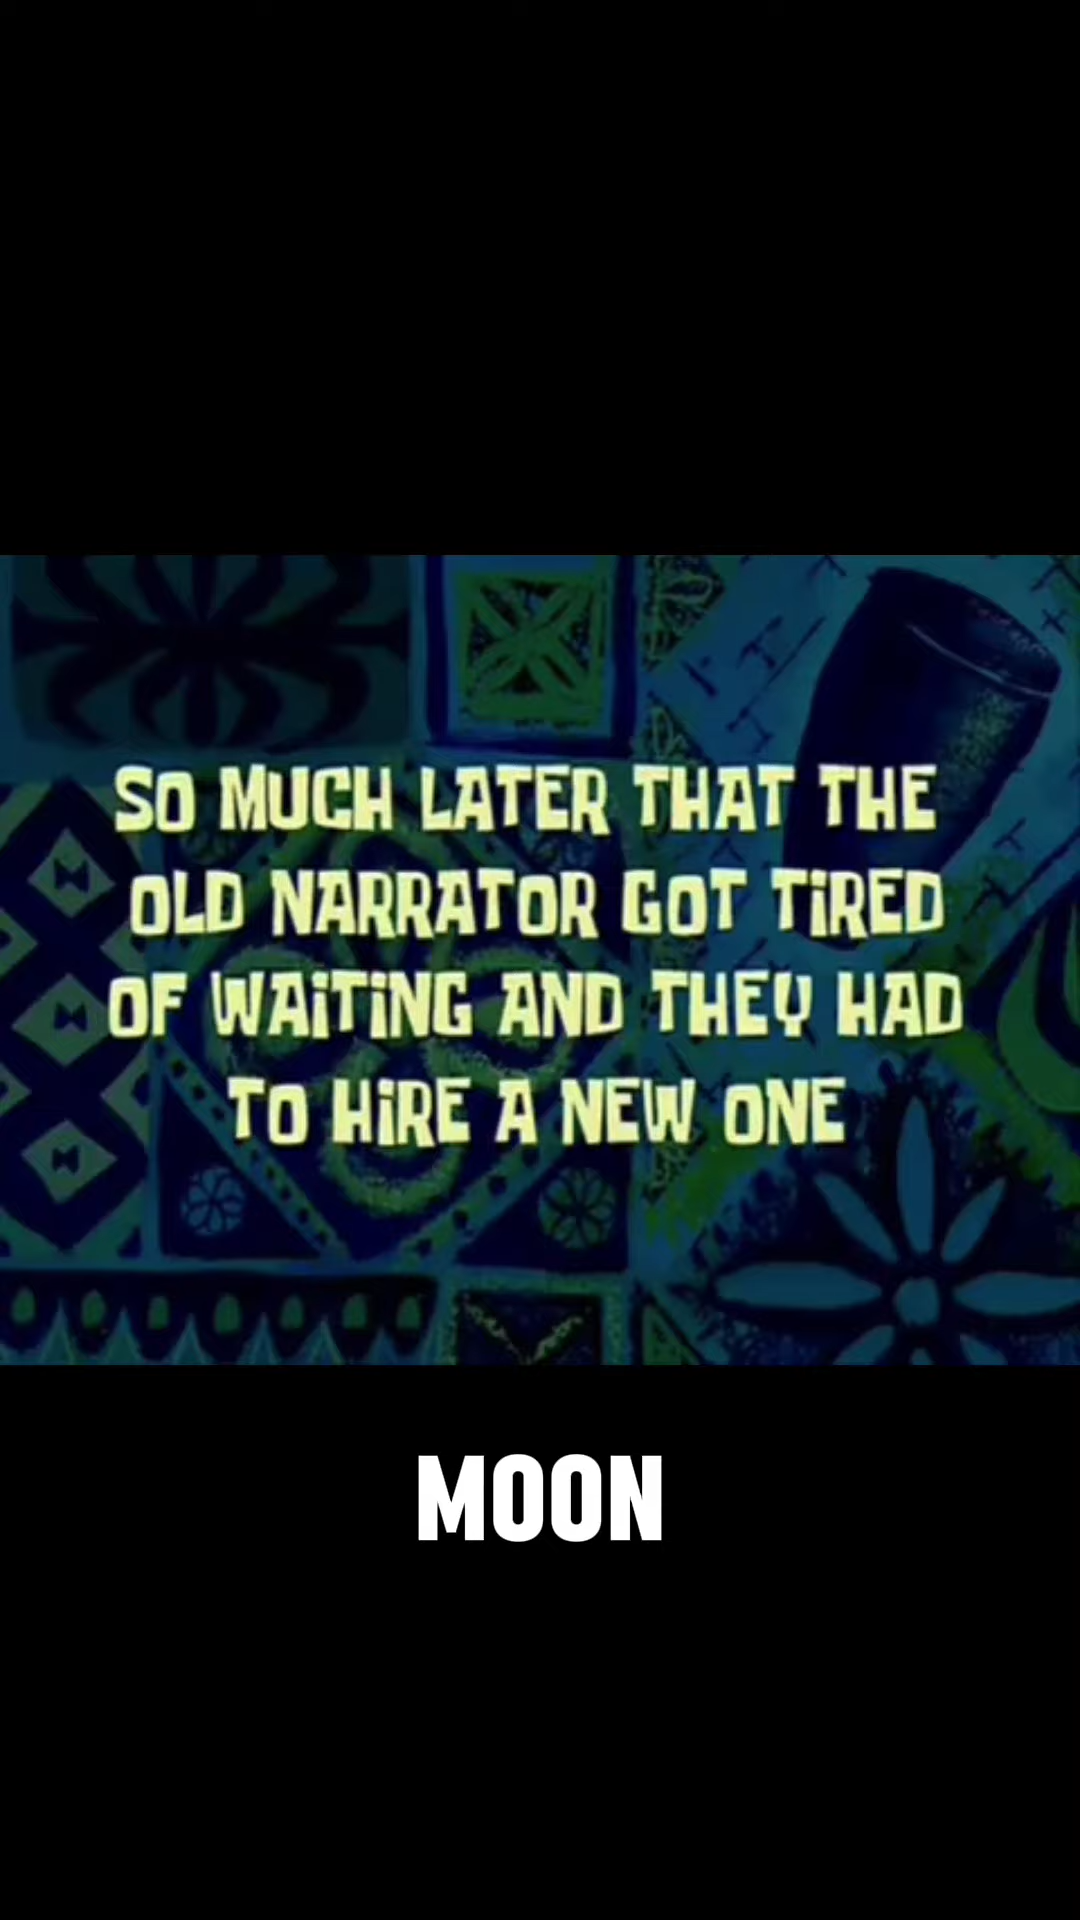 SO MUCH LATER THAT THE
OLD NARRATOR GOT TiRED
OF WAiTiNG AND THEY HAD
TO HiRE A NEW ONE
MOON